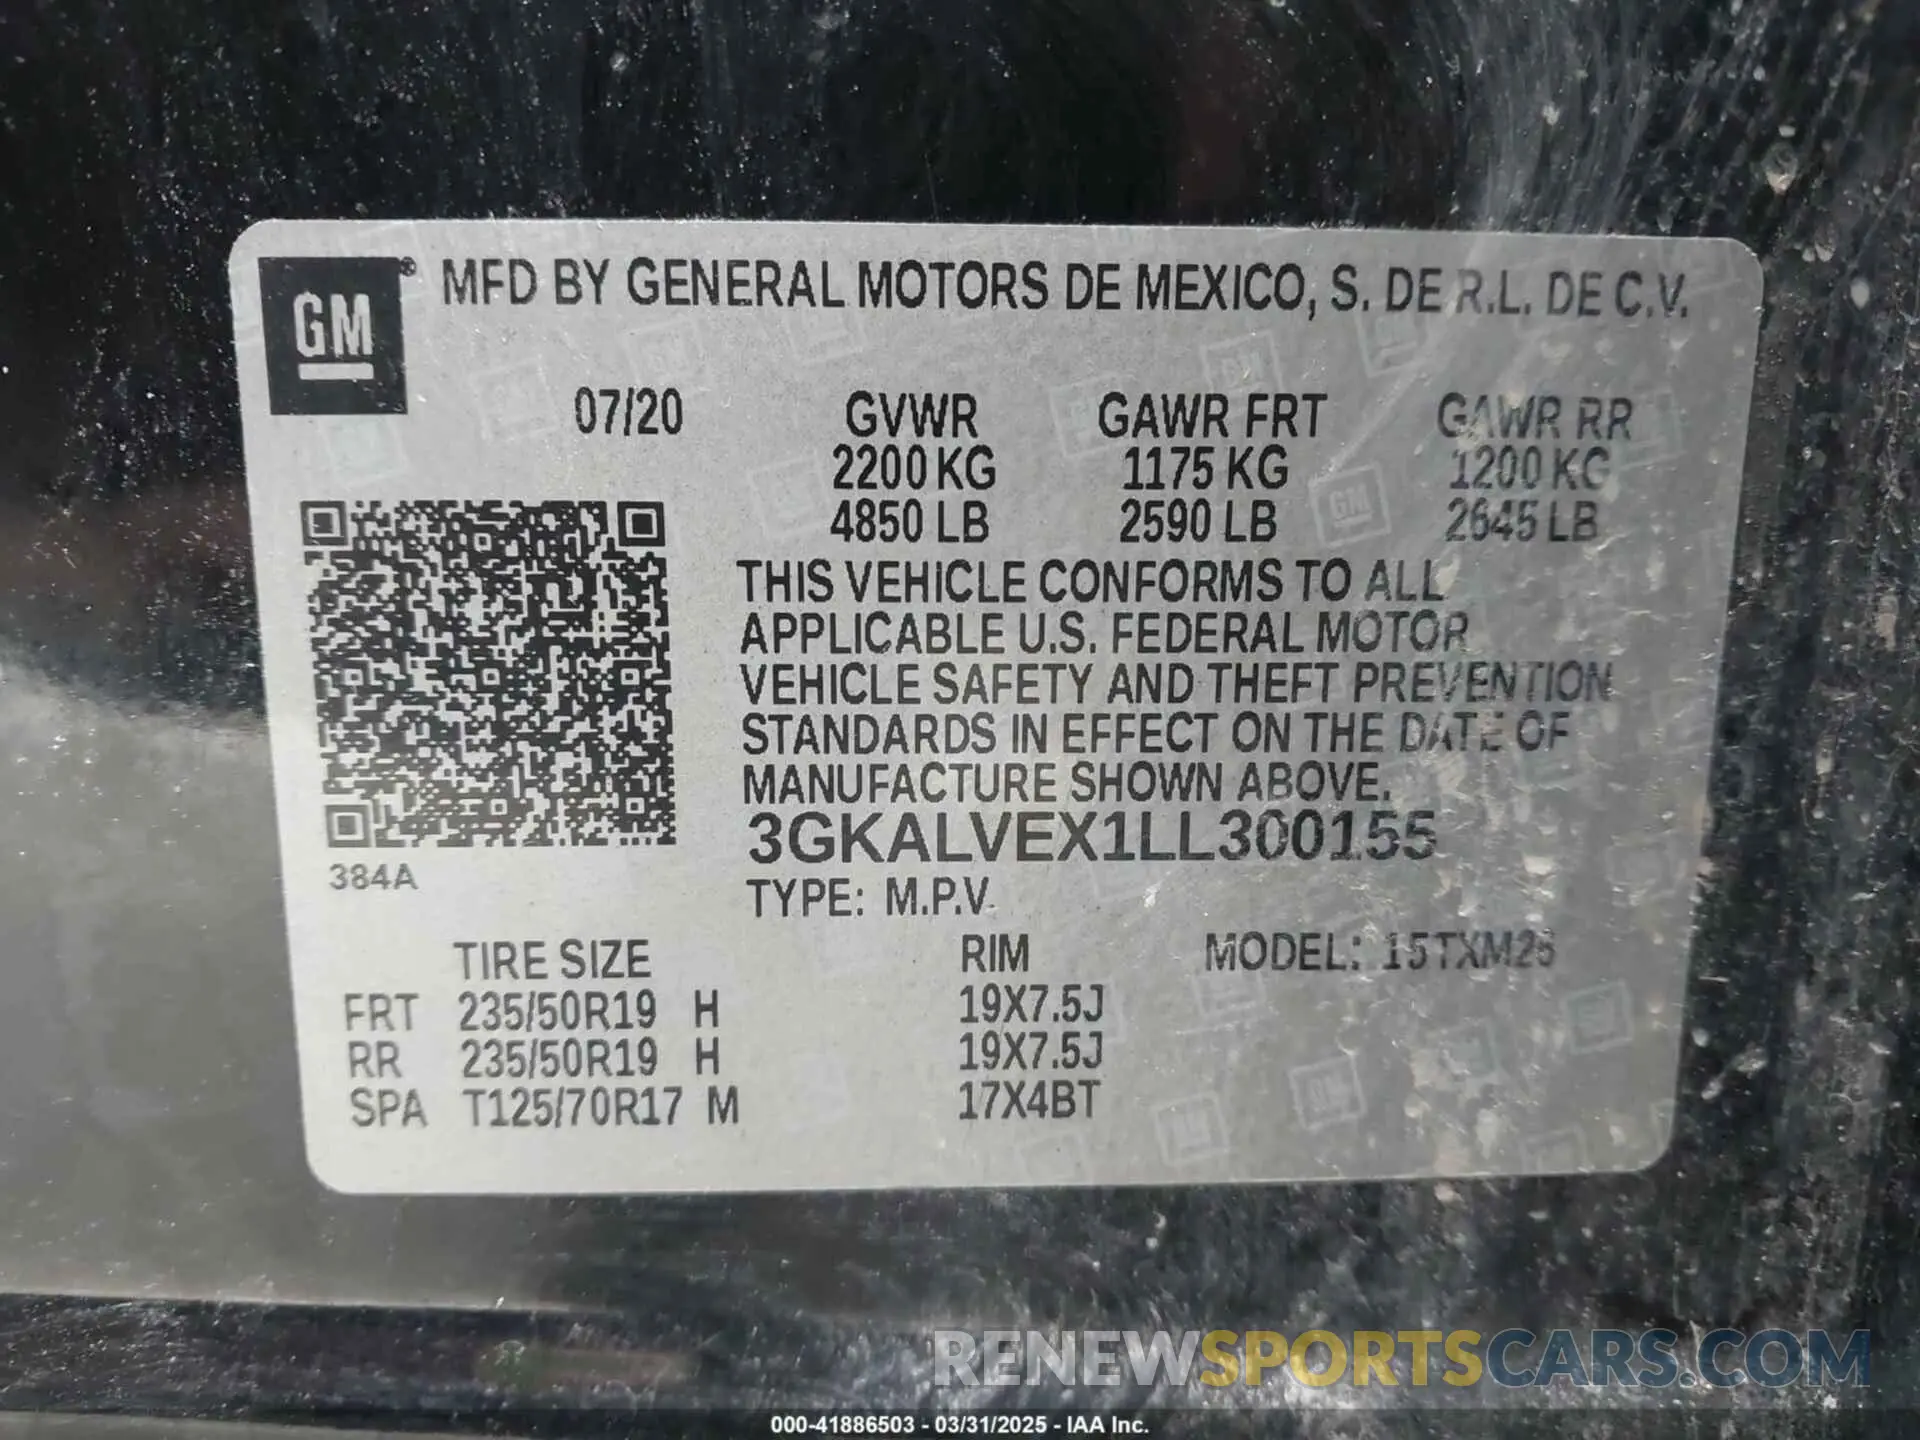 GM ® MFD BY GENERAL MOTORS DE MEXICO, S. DE R.L. DE C.V.
07/20 GVWR GAWR FRT GAWR RR
2200 KG 1175 KG 1200 KG
4850 LB 2590 LB 2645 LB
THIS VEHICLE CONFORMS TO ALL
APPLICABLE U.S. FEDERAL MOTOR
VEHICLE SAFETY AND THEFT PREVENTION
STANDARDS IN EFFECT ON THE DATE OF
MANUFACTURE SHOWN ABOVE.
3GKALVEX1LL300155
384A
TYPE: M.P.V.
TIRE SIZE RIM MODEL: 15TXM26
FRT 235/50R19 H 19X7.5J
RR 235/50R19 H 19X7.5J
SPA T125/70R17 M 17X4BT
RENEWSPORTSCARS.COM
000-41886503 - 03/31/2025 - IAA Inc.